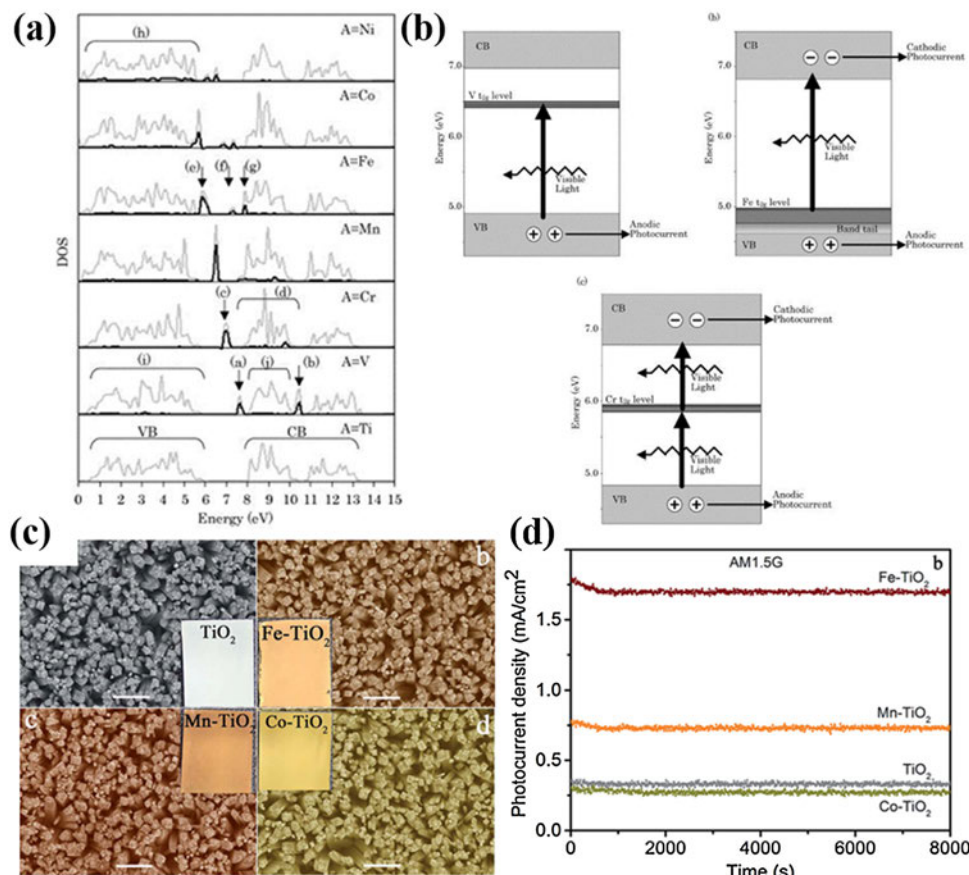 (a)
(h)
A=Ni
A=Co
(e)
(f)
(g)
A=Fe
A=Mn
(c)
(d)
A=Cr
(i)
(a)
(j)
(b)
A=V
VB
CB
A=Ti
DOS
0 1 2 3 4 5 6 7 8 9 10 11 12 13 14 15
Energy (eV)
(b)
CB
7.0
V t2g level
6.0
Energy (eV)
Visible
Light
5.0
VB
Anodic
Photocurrent
(h)
CB
Cathodic
Photocurrent
7.0
Energy (eV)
6.0
Visible
Light
5.0
Fe t2g level
Band tail
VB
Anodic
Photocurrent
(c)
CB
Cathodic
Photocurrent
7.0
Visible
Light
Energy (eV)
6.0
Cr t2g level
Visible
Light
5.0
VB
Anodic
Photocurrent
(c)
b
TiO2
Fe-TiO2
c
Mn-TiO2
Co-TiO2
d
(d)
AM1.5G
b
Fe-TiO2
Mn-TiO2
TiO2
Co-TiO2
Photocurrent density (mA/cm2
1.5
1.0
0.5
0.0
0 2000 4000 6000 8000
Time (s)